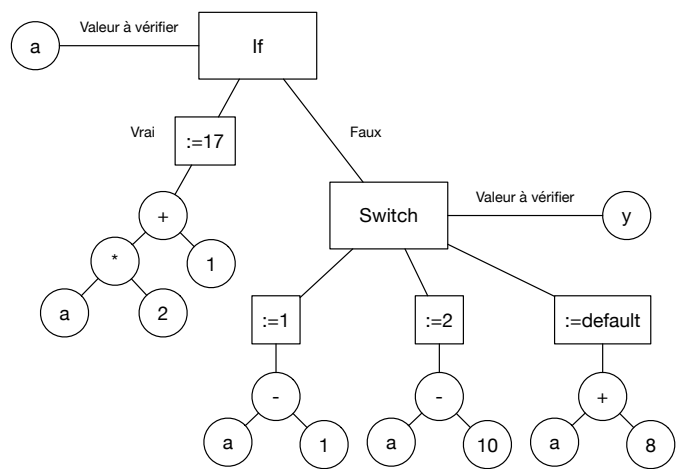 Valeur à vérifier
a
If
Vrai
:=17
Faux
+
Valeur à vérifier
Switch
y
*
1
a
2
:=1
:=2
:=default
-
-
+
a
1
a
10
a
8